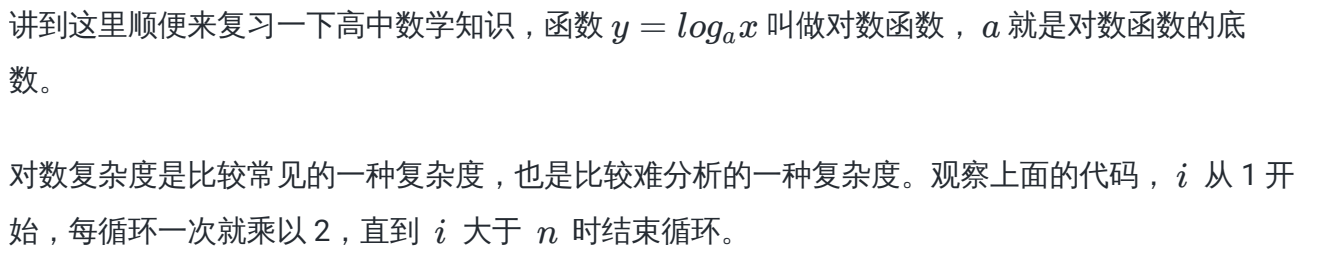 讲到这里顺便来复习一下高中数学知识，函数 y = logₐx 叫做对数函数， a 就是对数函数的底
数。
对数复杂度是比较常见的一种复杂度，也是比较难分析的一种复杂度。观察上面的代码， i 从 1 开
始，每循环一次就乘以 2，直到 i 大于 n 时结束循环。